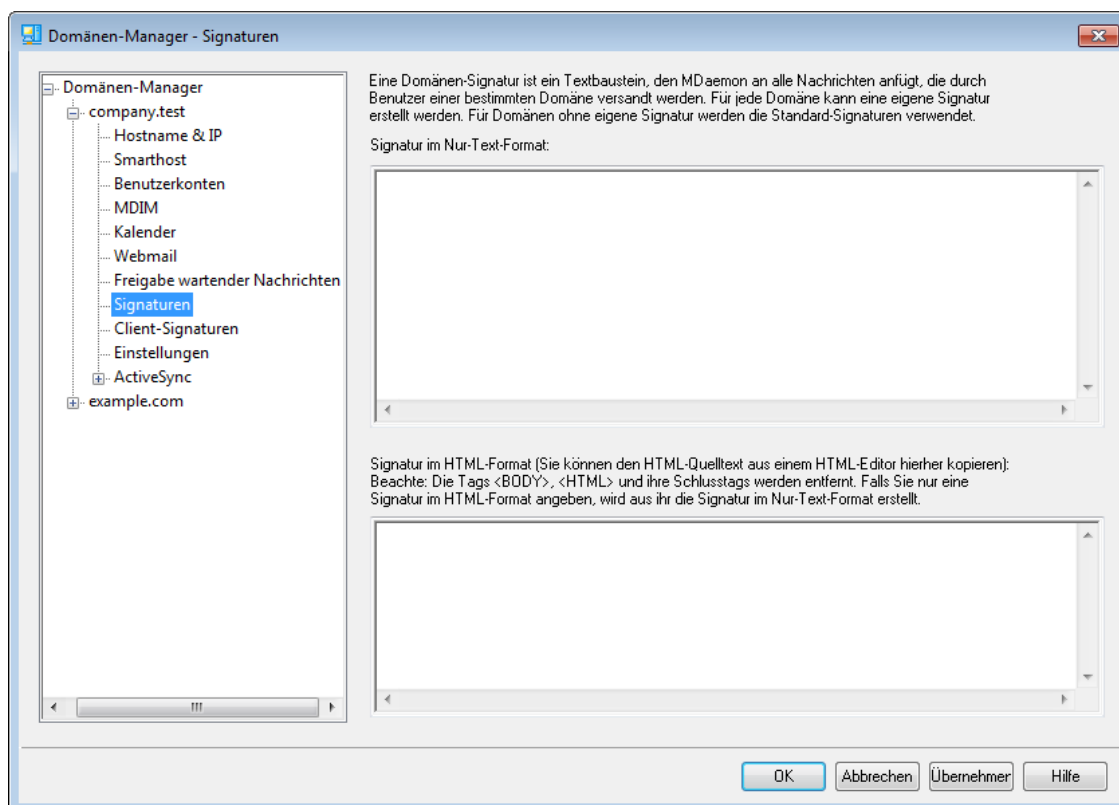 Domänen-Manager - Signaturen
Domänen-Manager
company.test
Hostname & IP
Smarthost
Benutzerkonten
MDIM
Kalender
Webmail
Freigabe wartender Nachrichten
Signaturen
Client-Signaturen
Einstellungen
ActiveSync
example.com
Eine Domänen-Signatur ist ein Textbaustein, den MDaemon an alle Nachrichten anfügt, die durch
Benutzer einer bestimmten Domäne versandt werden. Für jede Domäne kann eine eigene Signatur
erstellt werden. Für Domänen ohne eigene Signatur werden die Standard-Signaturen verwendet.
Signatur im Nur-Text-Format:
Signatur im HTML-Format (Sie können den HTML-Quelltext aus einem HTML-Editor hierher kopieren):
Beachte: Die Tags <BODY>, <HTML> und ihre Schlusstags werden entfernt. Falls Sie nur eine
Signatur im HTML-Format angeben, wird aus ihr die Signatur im Nur-Text-Format erstellt.
OK
Abbrechen
Übernehmer
Hilfe